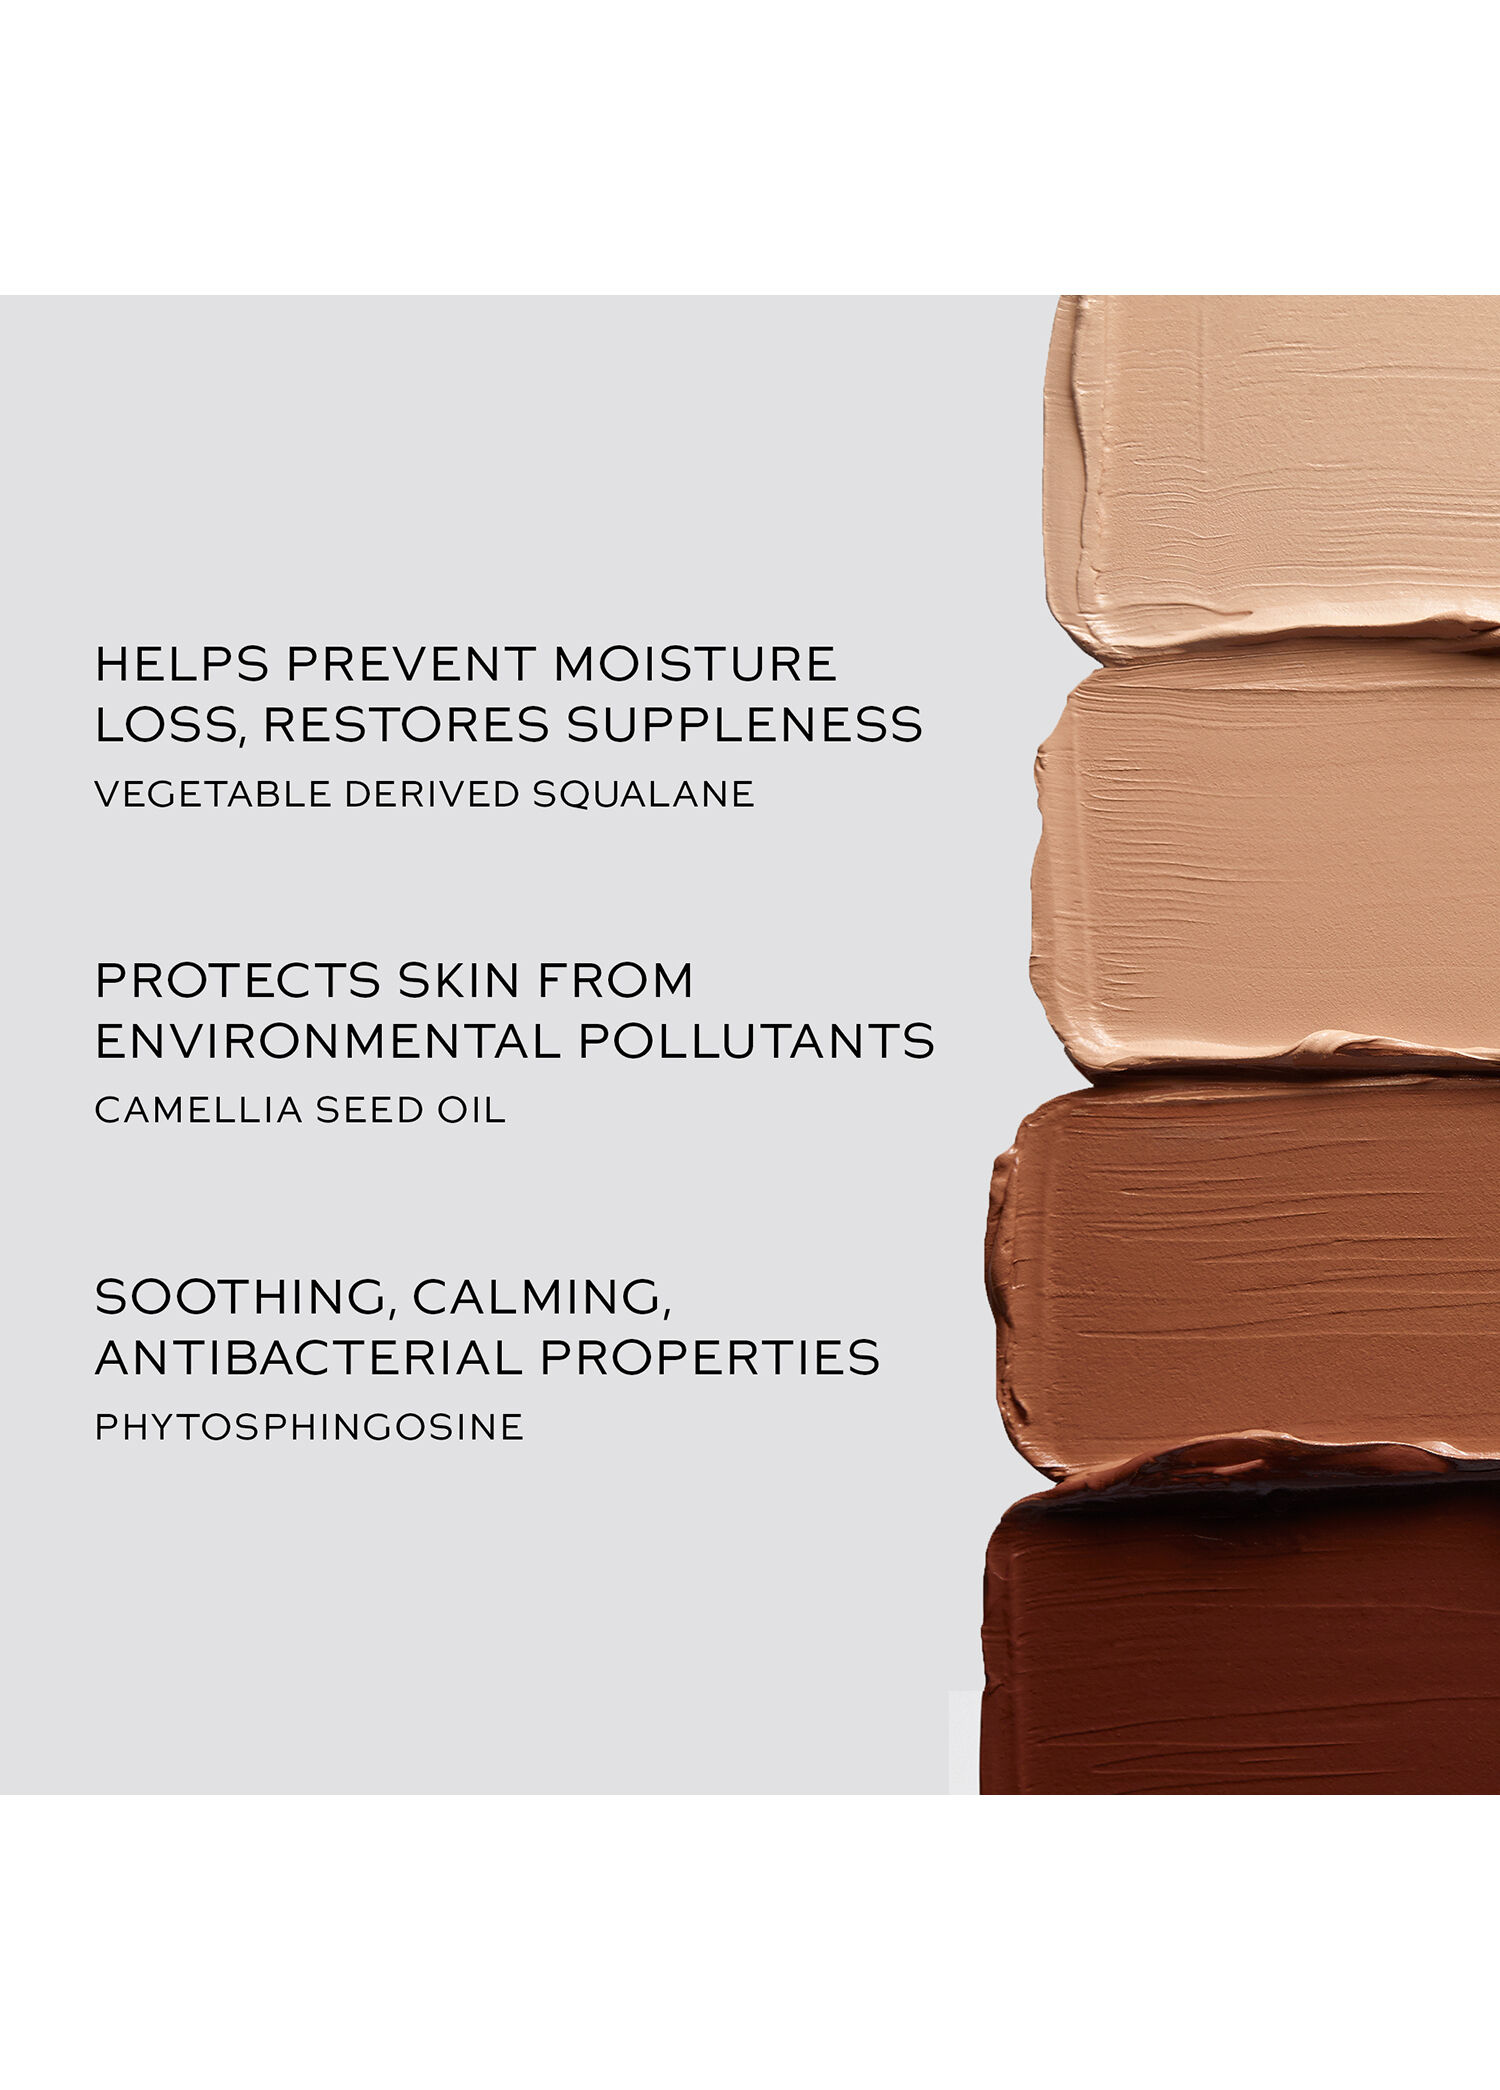 HELPS PREVENT MOISTURE
LOSS, RESTORES SUPPLENESS
VEGETABLE DERIVED SQUALANE
PROTECTS SKIN FROM
ENVIRONMENTAL POLLUTANTS
CAMELLIA SEED OIL
SOOTHING, CALMING,
ANTIBACTERIAL PROPERTIES
PHYTOSPHINGOSINE